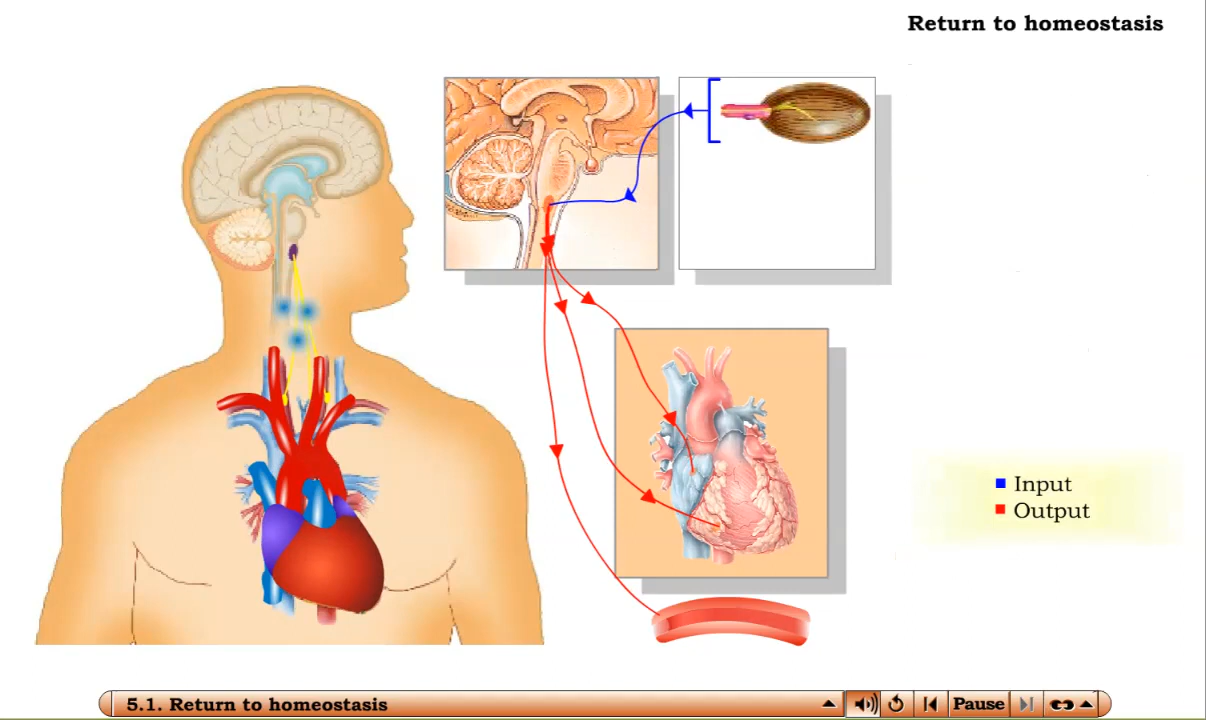 Return to homeostasis
Input
Output
5.1. Return to homeostasis
Pause